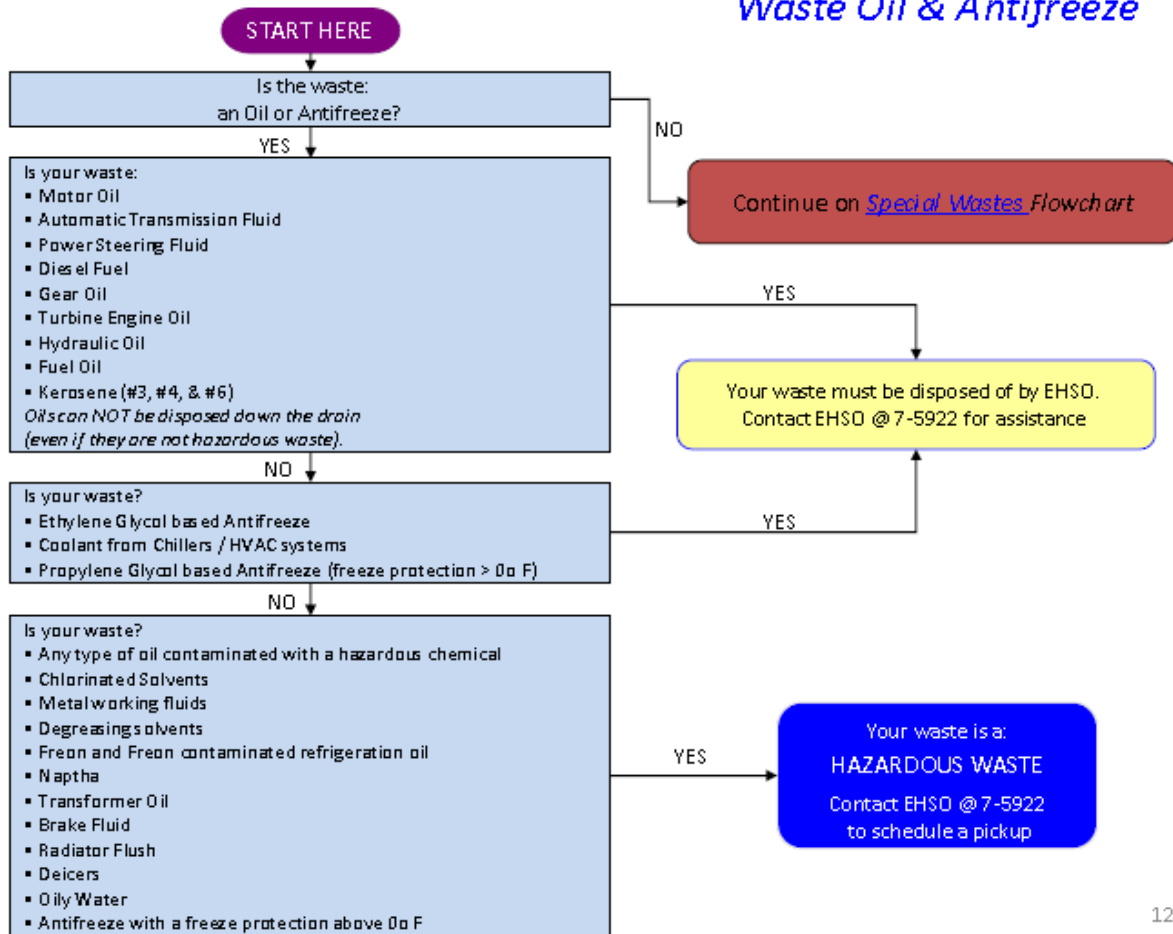 Waste Oil & Antifreeze
START HERE
Is the waste:
an Oil or Antifreeze?
NO
YES
Continue on Special Wastes Flowchart
Is your waste:
▪ Motor Oil
▪ Automatic Transmission Fluid
▪ Power Steering Fluid
▪ Diesel Fuel
▪ Gear Oil
▪ Turbine Engine Oil
▪ Hydraulic Oil
▪ Fuel Oil
▪ Kerosene (#3, #4, & #6)
Oils can NOT be disposed down the drain
(even if they are not hazardous waste).
YES
Your waste must be disposed of by EHSO.
Contact EHSO @ 7-5922 for assistance
NO
Is your waste?
▪ Ethylene Glycol based Antifreeze
▪ Coolant from Chillers / HVAC systems
▪ Propylene Glycol based Antifreeze (freeze protection > 0o F)
YES
NO
Is your waste?
▪ Any type of oil contaminated with a hazardous chemical
▪ Chlorinated Solvents
▪ Metal working fluids
▪ Degreasing solvents
▪ Freon and Freon contaminated refrigeration oil
▪ Naptha
▪ Transformer Oil
▪ Brake Fluid
▪ Radiator Flush
▪ Deicers
▪ Oily Water
▪ Antifreeze with a freeze protection above 0o F
YES
Your waste is a:
HAZARDOUS WASTE
Contact EHSO @ 7-5922
to schedule a pickup
12